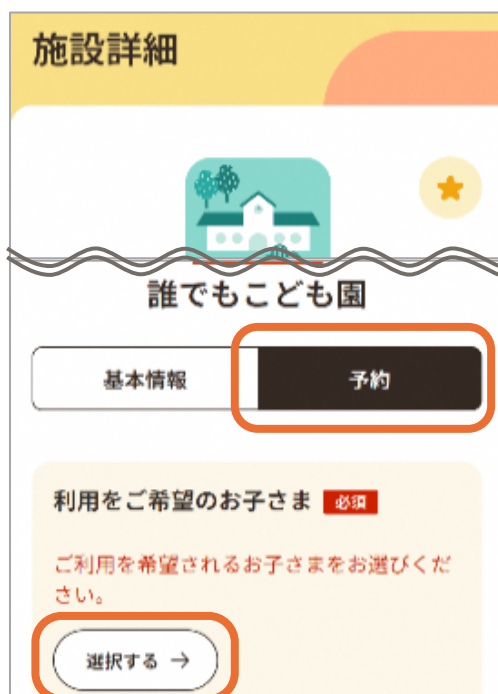 施設詳細
誰でもこども園
基本情報 予約
利用をご希望のお子さま 必須
ご利用を希望されるお子さまをお選びくだ
さい。
選択する →